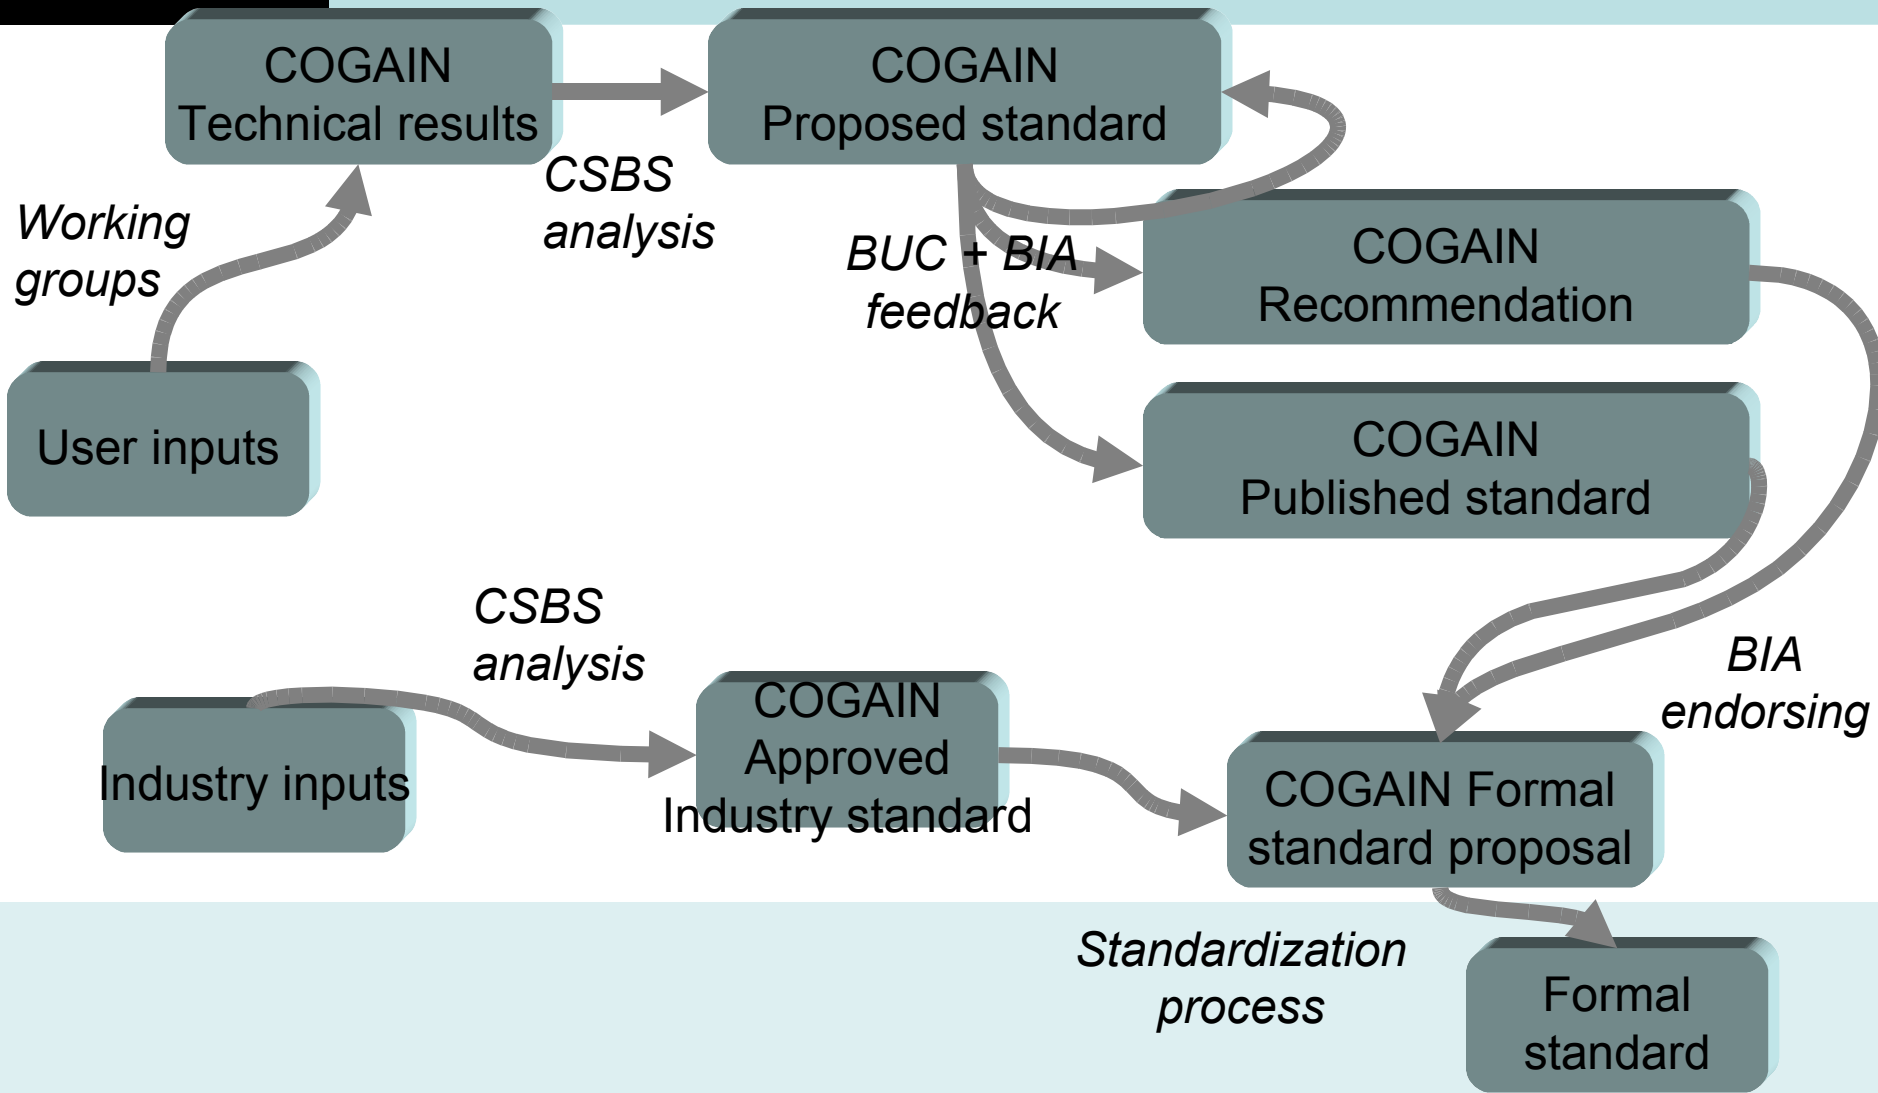 COGAIN
Technical results
COGAIN
Proposed standard
CSBS
analysis
Working
groups
BUC + BIA
feedback
COGAIN
Recommendation
User inputs
COGAIN
Published standard
CSBS
analysis
BIA
endorsing
Industry inputs
COGAIN
Approved
Industry standard
COGAIN Formal
standard proposal
Standardization
process
Formal
standard